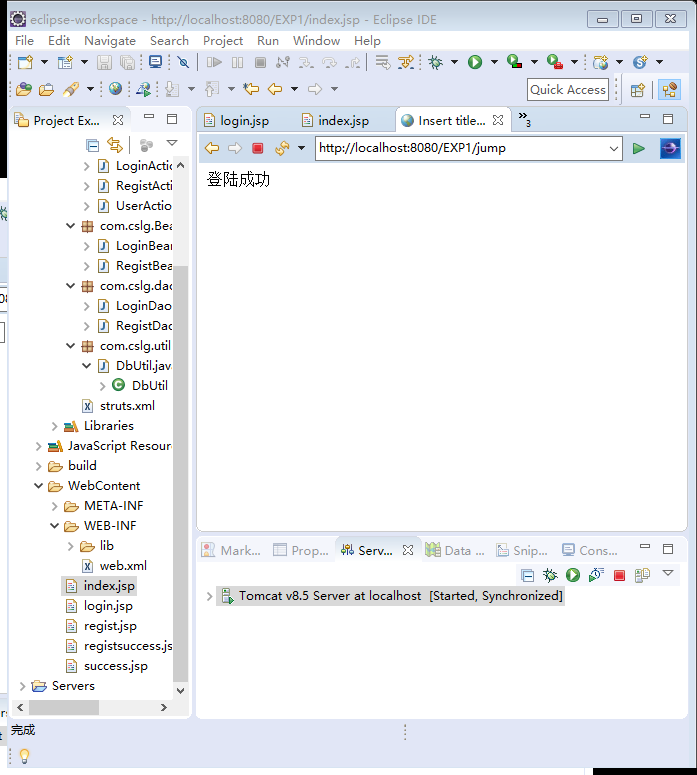 eclipse-workspace - http://localhost:8080/EXP1/index.jsp - Eclipse IDE
File Edit Navigate Search Project Run Window Help
Quick Access
Project Ex...
login.jsp index.jsp Insert title... »3
http://localhost:8080/EXP1/jump
登陆成功
LoginActio
RegistActi
UserActio
com.cslg.Bea
LoginBear
RegistBea
com.cslg.dao
LoginDao
RegistDao
com.cslg.util
DbUtil.java
DbUtil
struts.xml
Libraries
JavaScript Resour
build
WebContent
META-INF
WEB-INF
lib
web.xml
index.jsp
login.jsp
regist.jsp
registsuccess.js
success.jsp
Servers
Mark... Prop... Serv... Data ... Snip... Cons...
Tomcat v8.5 Server at localhost [Started, Synchronized]
完成